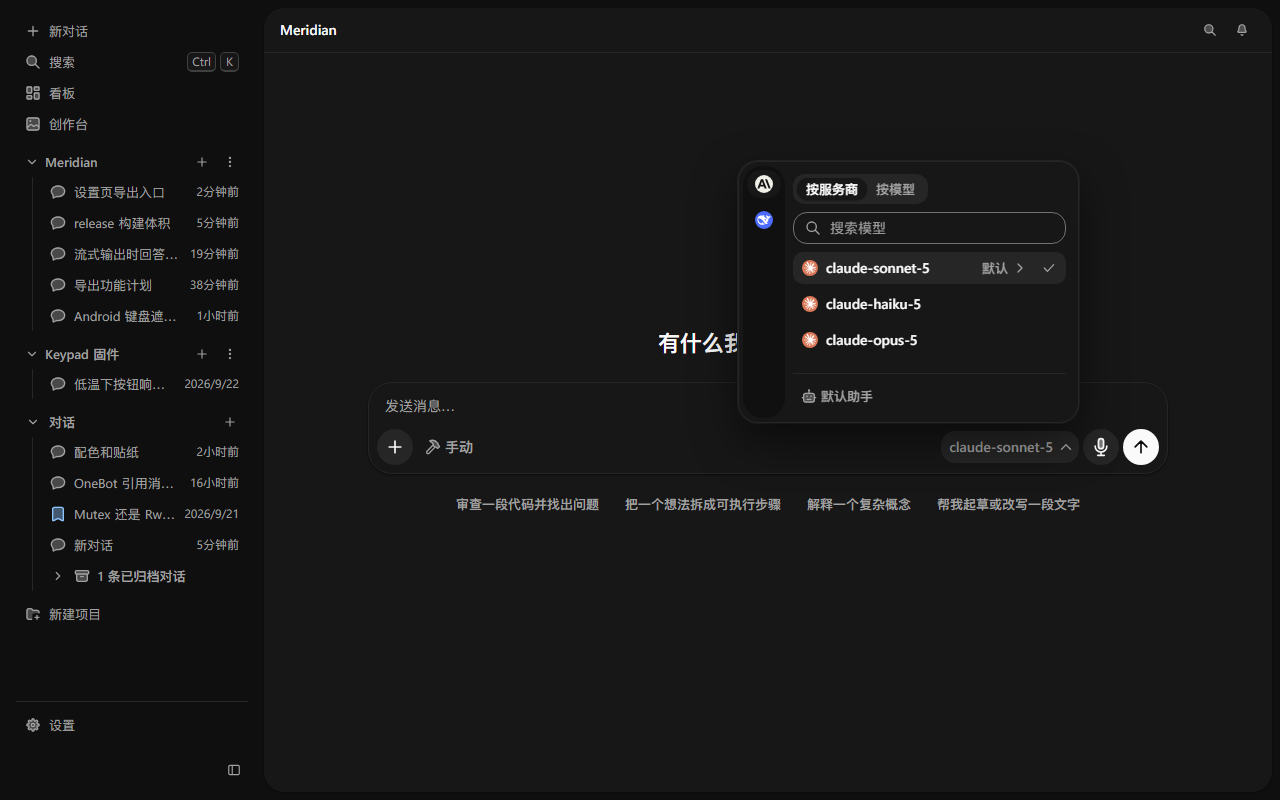 新对话
搜索 Ctrl K
看板
创作台
Meridian
设置页导出入口 2分钟前
release 构建体积 5分钟前
流式输出时回答… 19分钟前
导出功能计划 38分钟前
Android 键盘遮… 1小时前
Keypad 固件
低温下按钮响… 2026/9/22
对话
配色和贴纸 2小时前
OneBot 引用消… 16小时前
Mutex 还是 Rw… 2026/9/21
新对话 5分钟前
1 条已归档对话
新建项目
设置
Meridian
按服务商 按模型
搜索模型
claude-sonnet-5 默认
claude-haiku-5
claude-opus-5
默认助手
有什么
发送消息…
手动
claude-sonnet-5
审查一段代码并找出问题 把一个想法拆成可执行步骤 解释一个复杂概念 帮我起草或改写一段文字